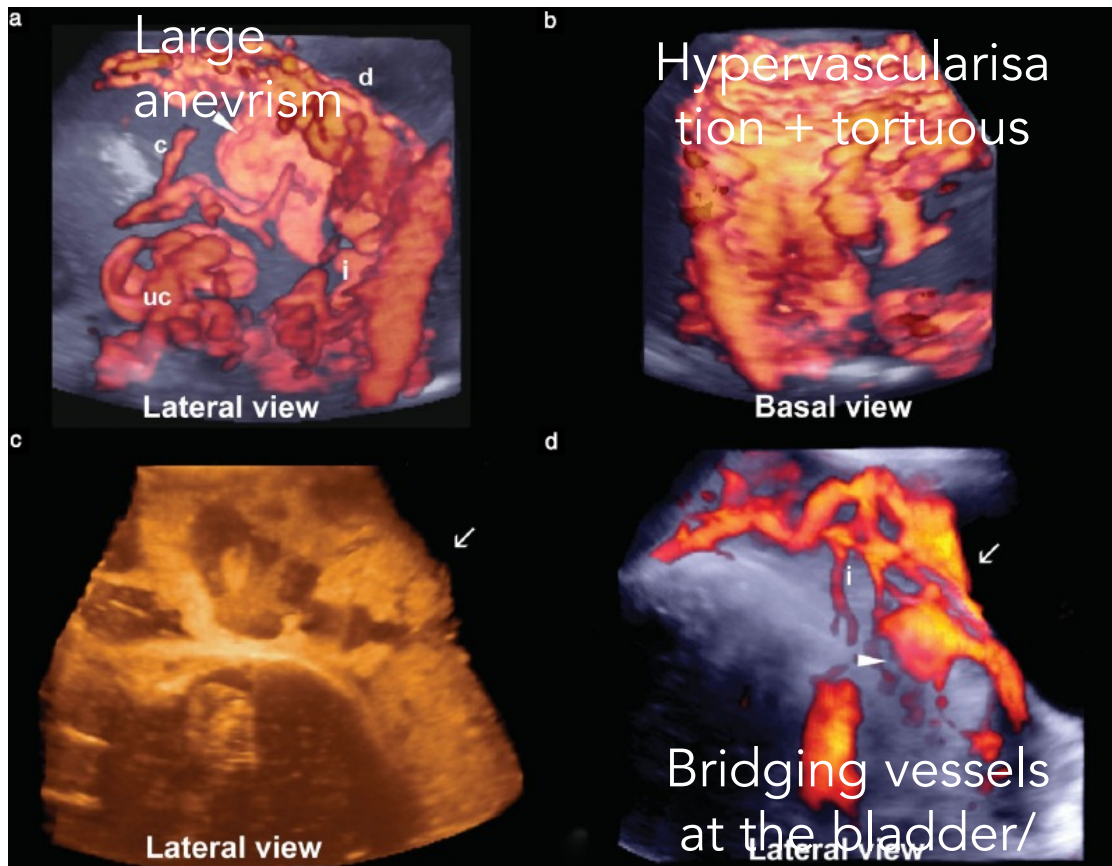 a
Large
anevrism
d
c
i
uc
Lateral view
b
Hypervascularisa
tion + tortuous
Basal view
c
Lateral view
d
i
Bridging vessels
at the bladder/
Lateral view